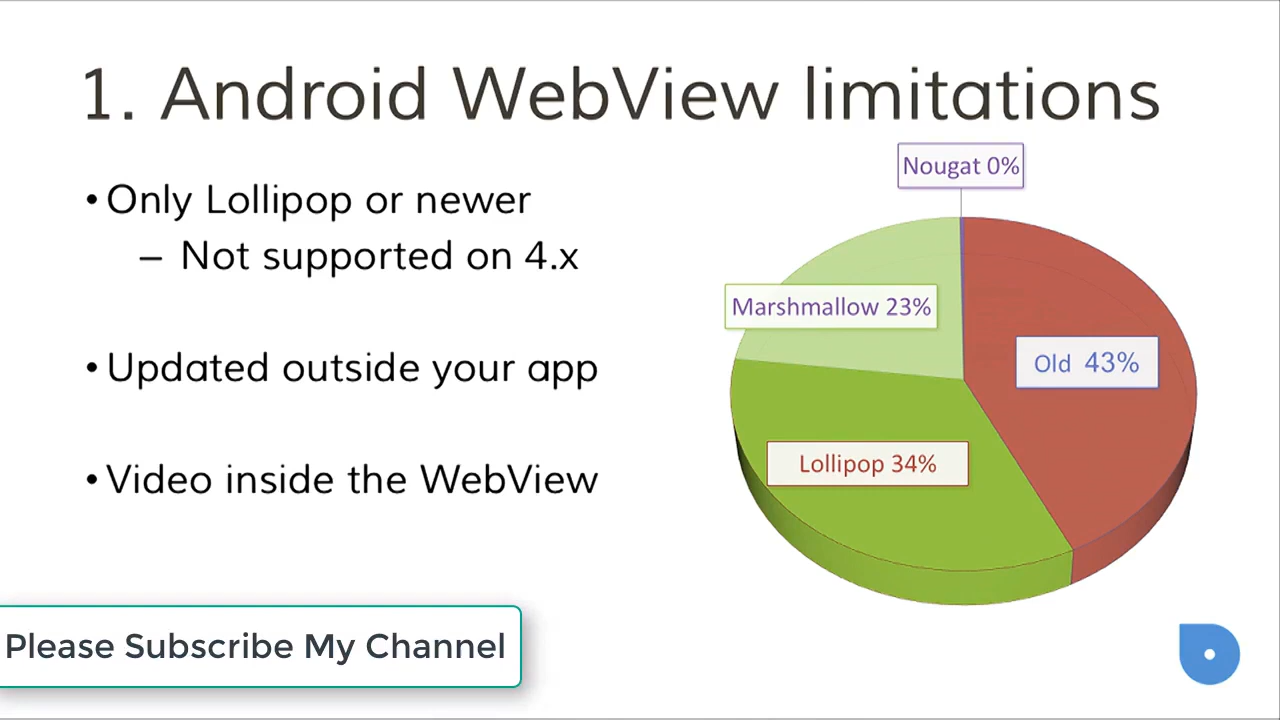 1. Android WebView limitations
•Only Lollipop or newer
– Not supported on 4.x
•Updated outside your app
•Video inside the WebView
Nougat 0%
Marshmallow 23%
Old 43%
Lollipop 34%
Please Subscribe My Channel